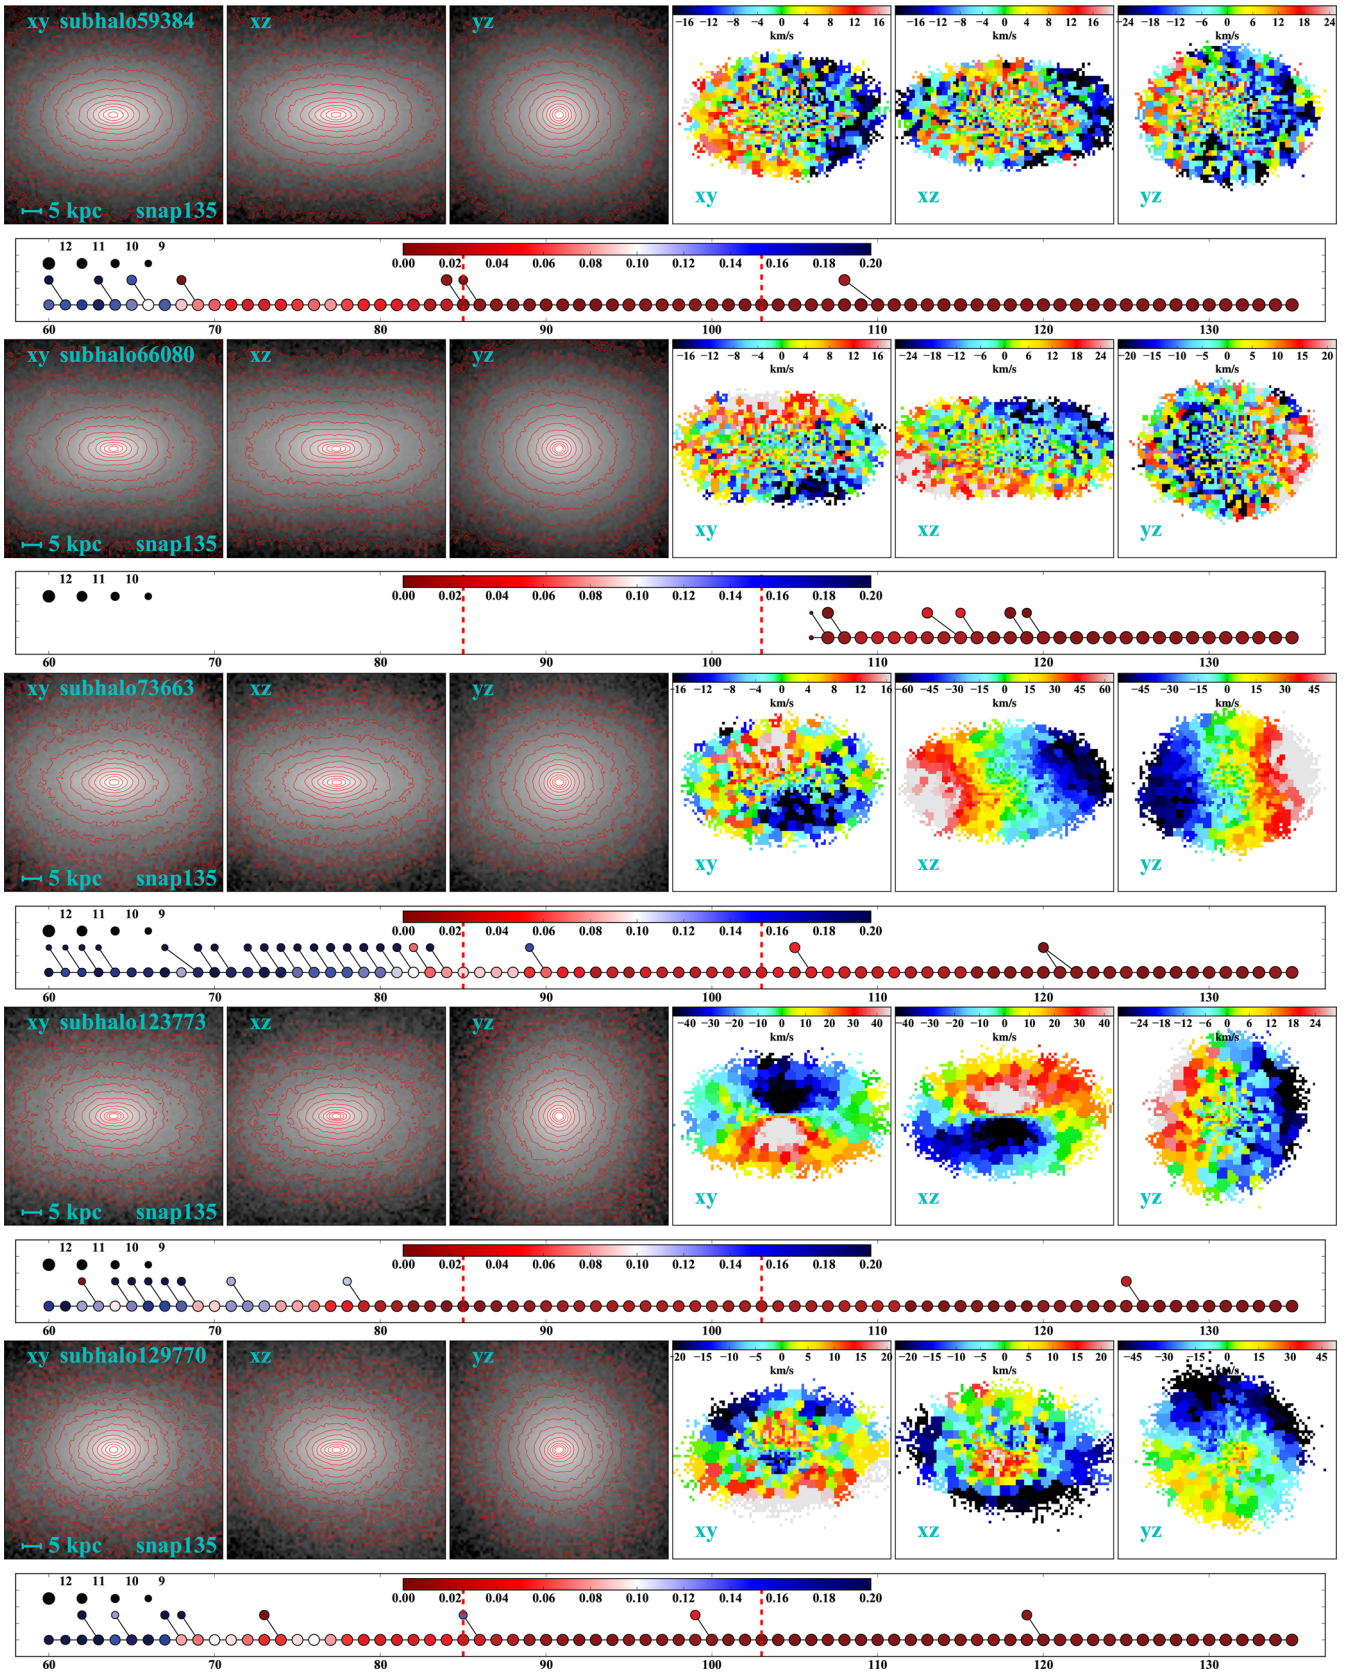 xy subhalo59384 xz yz
−16 −12 −8 −4 0 4 8 12 16
km/s
−16 −12 −8 −4 0 4 8 12 16
km/s
−24 −18 −12 −6 0 6 12 18 24
km/s
5 kpc snap135 xy xz yz
12 11 10 9
0.00 0.02 0.04 0.06 0.08 0.10 0.12 0.14 0.16 0.18 0.20
60 70 80 90 100 110 120 130
xy subhalo66080 xz yz
−16 −12 −8 −4 0 4 8 12 16
km/s
−24 −18 −12 −6 0 6 12 18 24
km/s
−20 −15 −10 −5 0 5 10 15 20
km/s
5 kpc snap135 xy xz yz
12 11 10
0.00 0.02 0.04 0.06 0.08 0.10 0.12 0.14 0.16 0.18 0.20
60 70 80 90 100 110 120 130
xy subhalo73663 xz yz
−16 −12 −8 −4 0 4 8 12 16
km/s
−60 −45 −30 −15 0 15 30 45 60
km/s
−45 −30 −15 0 15 30 45
km/s
5 kpc snap135 xy xz yz
12 11 10 9
0.00 0.02 0.04 0.06 0.08 0.10 0.12 0.14 0.16 0.18 0.20
60 70 80 90 100 110 120 130
xy subhalo123773 xz yz
−40 −30 −20 −10 0 10 20 30 40
km/s
−40 −30 −20 −10 0 10 20 30 40
km/s
−24 −18 −12 −6 0 6 12 18 24
km/s
5 kpc snap135 xy xz yz
12 11 10 9
0.00 0.02 0.04 0.06 0.08 0.10 0.12 0.14 0.16 0.18 0.20
60 70 80 90 100 110 120 130
xy subhalo129770 xz yz
−20 −15 −10 −5 0 5 10 15 20
km/s
−20 −15 −10 −5 0 5 10 15 20
km/s
−45 −30 −15 0 15 30 45
km/s
5 kpc snap135 xy xz yz
12 11 10 9
0.00 0.02 0.04 0.06 0.08 0.10 0.12 0.14 0.16 0.18 0.20
60 70 80 90 100 110 120 130